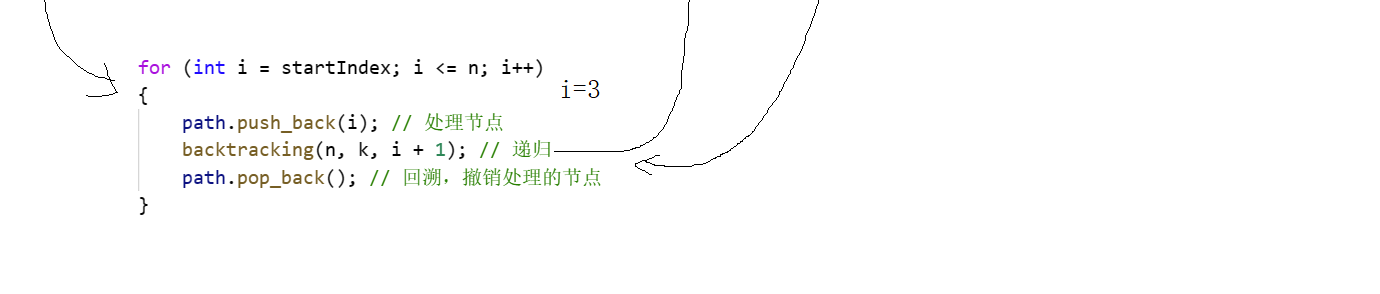 for (int i = startIndex; i <= n; i++)
{
i=3
path.push_back(i); // 处理节点
backtracking(n, k, i + 1); // 递归
path.pop_back(); // 回溯，撤销处理的节点
}